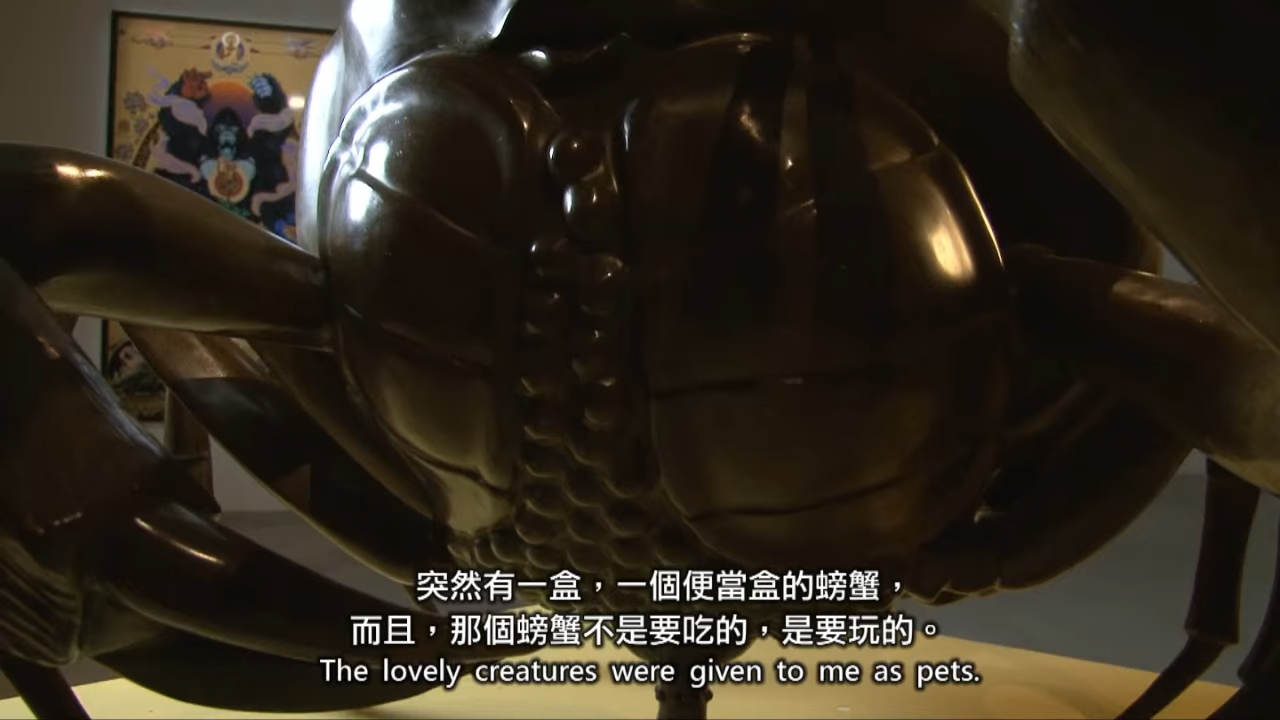 突然有一盒，一個便當盒的螃蟹，
而且，那個螃蟹不是要吃的，是要玩的。
The lovely creatures were given to me as pets.